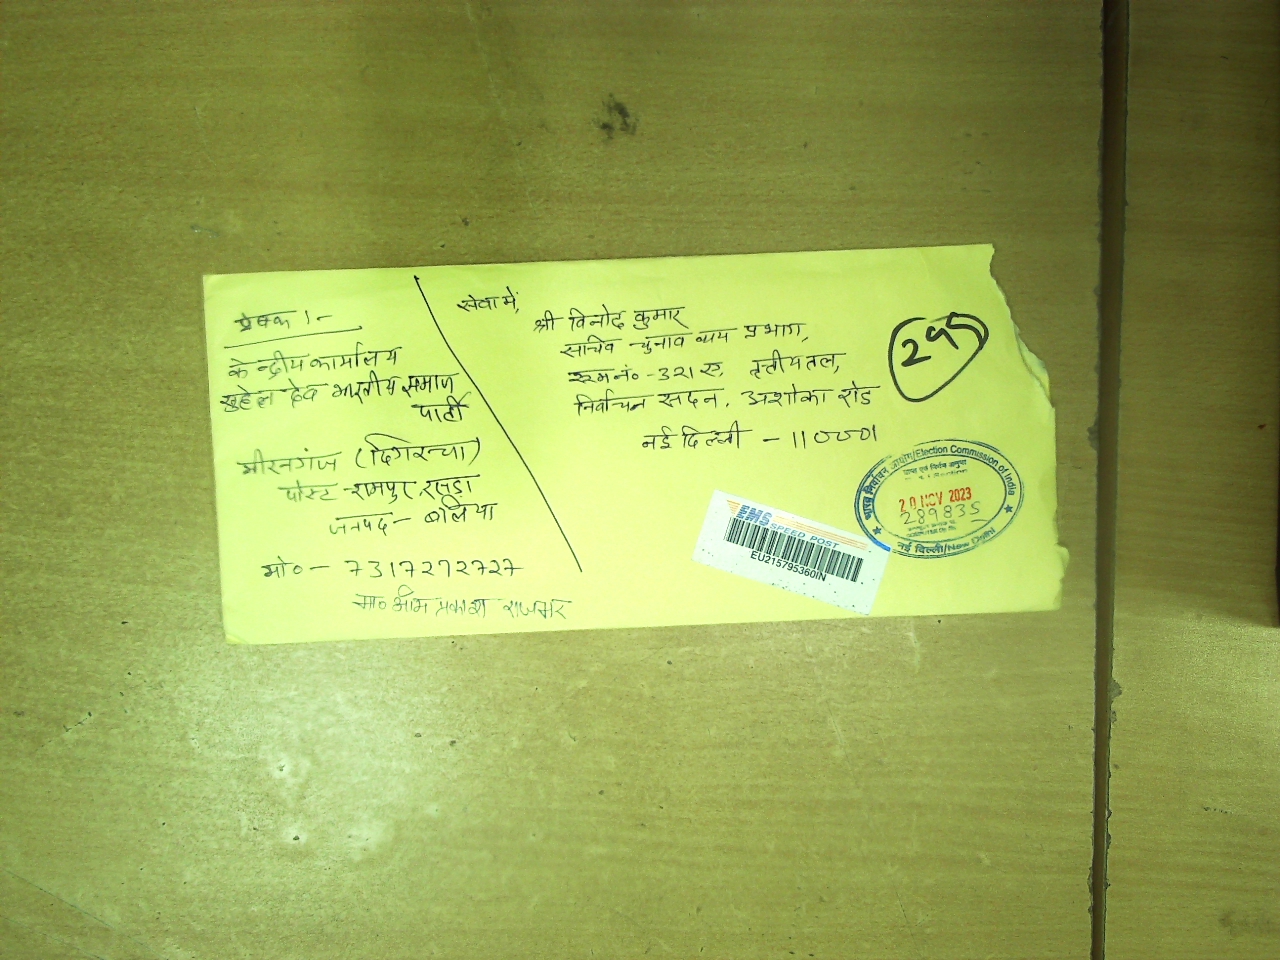 प्रेषक ।-
केन्द्रीय कार्यालय
सुहेल देव भारतीय समाज
पार्टी
मीरनगंज (दिगरन्चा)
पोस्ट - रामपुर रसड़ा
जनपद - बलिया
मो० - 7317272727
मा० ओम प्रकाश राजभर
सेवा में,
श्री विनोद कुमार
सचिव चुनाव व्यय प्रभाग,
रूम नं० - 321 ए, तृतीय तल,
निर्वाचन सदन, अशोका रोड
नई दिल्ली - 110001
295
भारत निर्वाचन आयोग/Election Commission of India
20 NOV 2023
289835
नई दिल्ली/New Delhi
EMS
SPEED POST
EU215795360IN